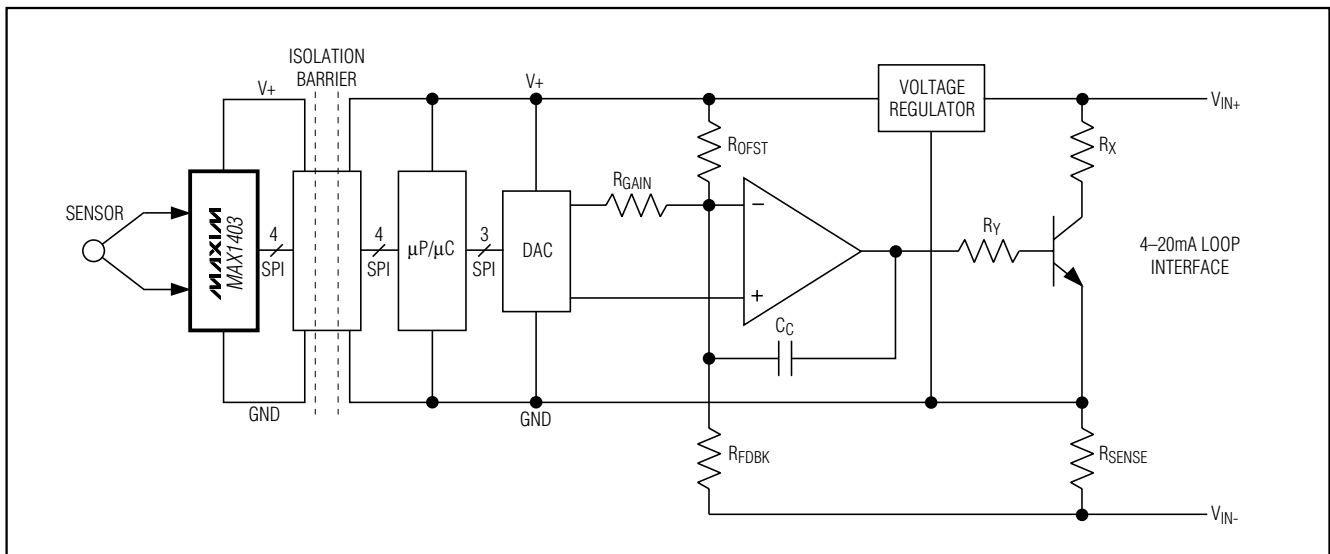 ISOLATION
BARRIER
V+
V+
VOLTAGE
REGULATOR
VIN+
ROFST
RX
RGAIN
SENSOR
MAXIM
MAX1403
4
SPI
4
SPI
µP/µC
3
SPI
DAC
−
+
RY
4–20mA LOOP
INTERFACE
CC
GND
GND
RFDBK
RSENSE
VIN-